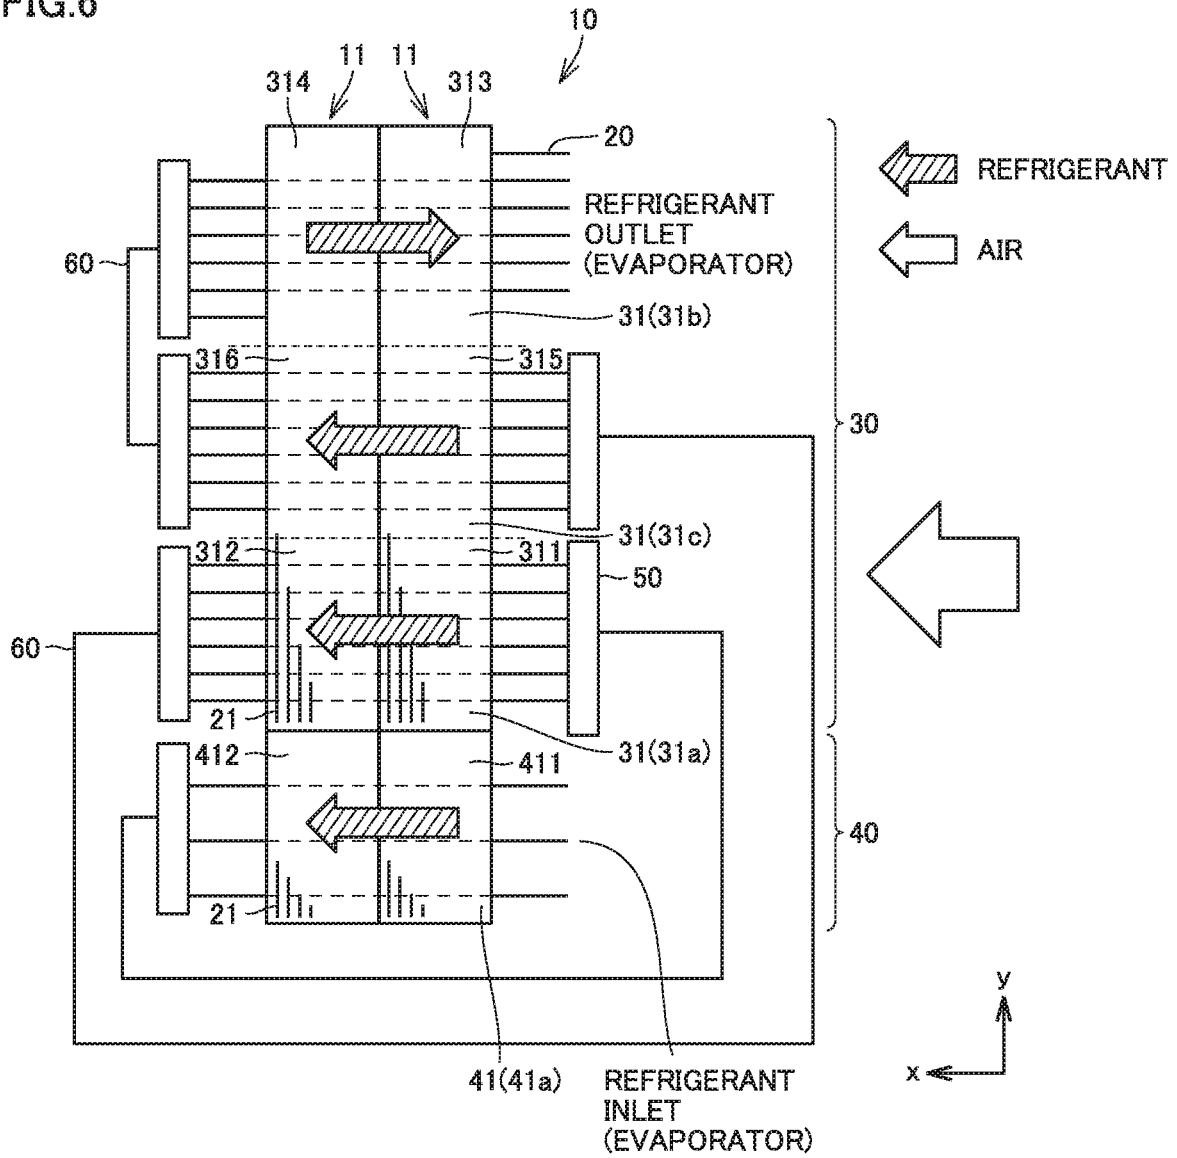 FIG.6
10
11
11
314
313
20
REFRIGERANT
AIR
REFRIGERANT
OUTLET
(EVAPORATOR)
60
31(31b)
316
315
30
31(31c)
312
311
50
60
21
31(31a)
412
411
40
21
41(41a)
REFRIGERANT
INLET
(EVAPORATOR)
y
x